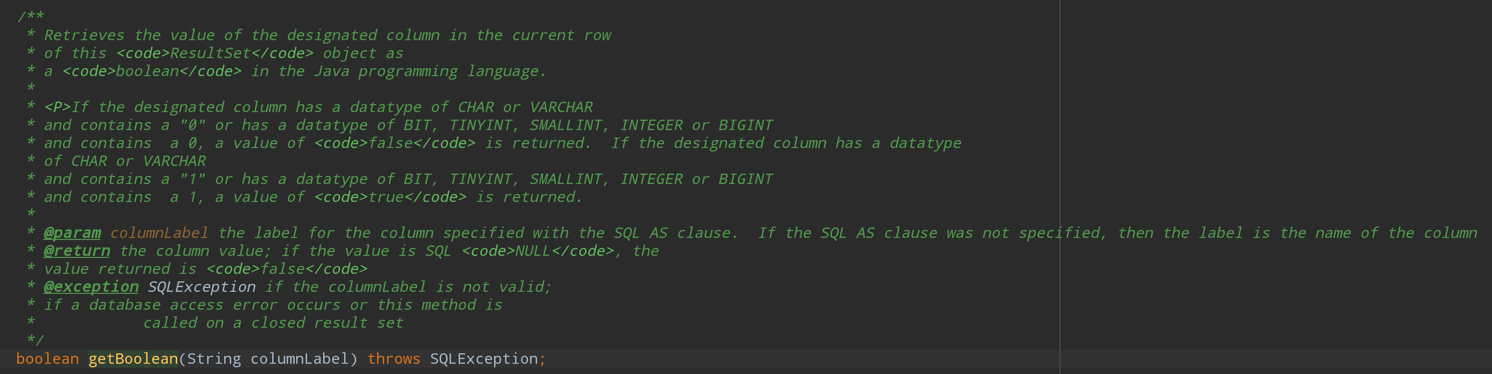 /**
 * Retrieves the value of the designated column in the current row
 * of this <code>ResultSet</code> object as
 * a <code>boolean</code> in the Java programming language.
 *
 * <P>If the designated column has a datatype of CHAR or VARCHAR
 * and contains a "0" or has a datatype of BIT, TINYINT, SMALLINT, INTEGER or BIGINT
 * and contains  a 0, a value of <code>false</code> is returned.  If the designated column has a datatype
 * of CHAR or VARCHAR
 * and contains a "1" or has a datatype of BIT, TINYINT, SMALLINT, INTEGER or BIGINT
 * and contains  a 1, a value of <code>true</code> is returned.
 *
 * @param columnLabel the label for the column specified with the SQL AS clause.  If the SQL AS clause was not specified, then the label is the name of the column
 * @return the column value; if the value is SQL <code>NULL</code>, the
 * value returned is <code>false</code>
 * @exception SQLException if the columnLabel is not valid;
 * if a database access error occurs or this method is
 *            called on a closed result set
 */
boolean getBoolean(String columnLabel) throws SQLException;